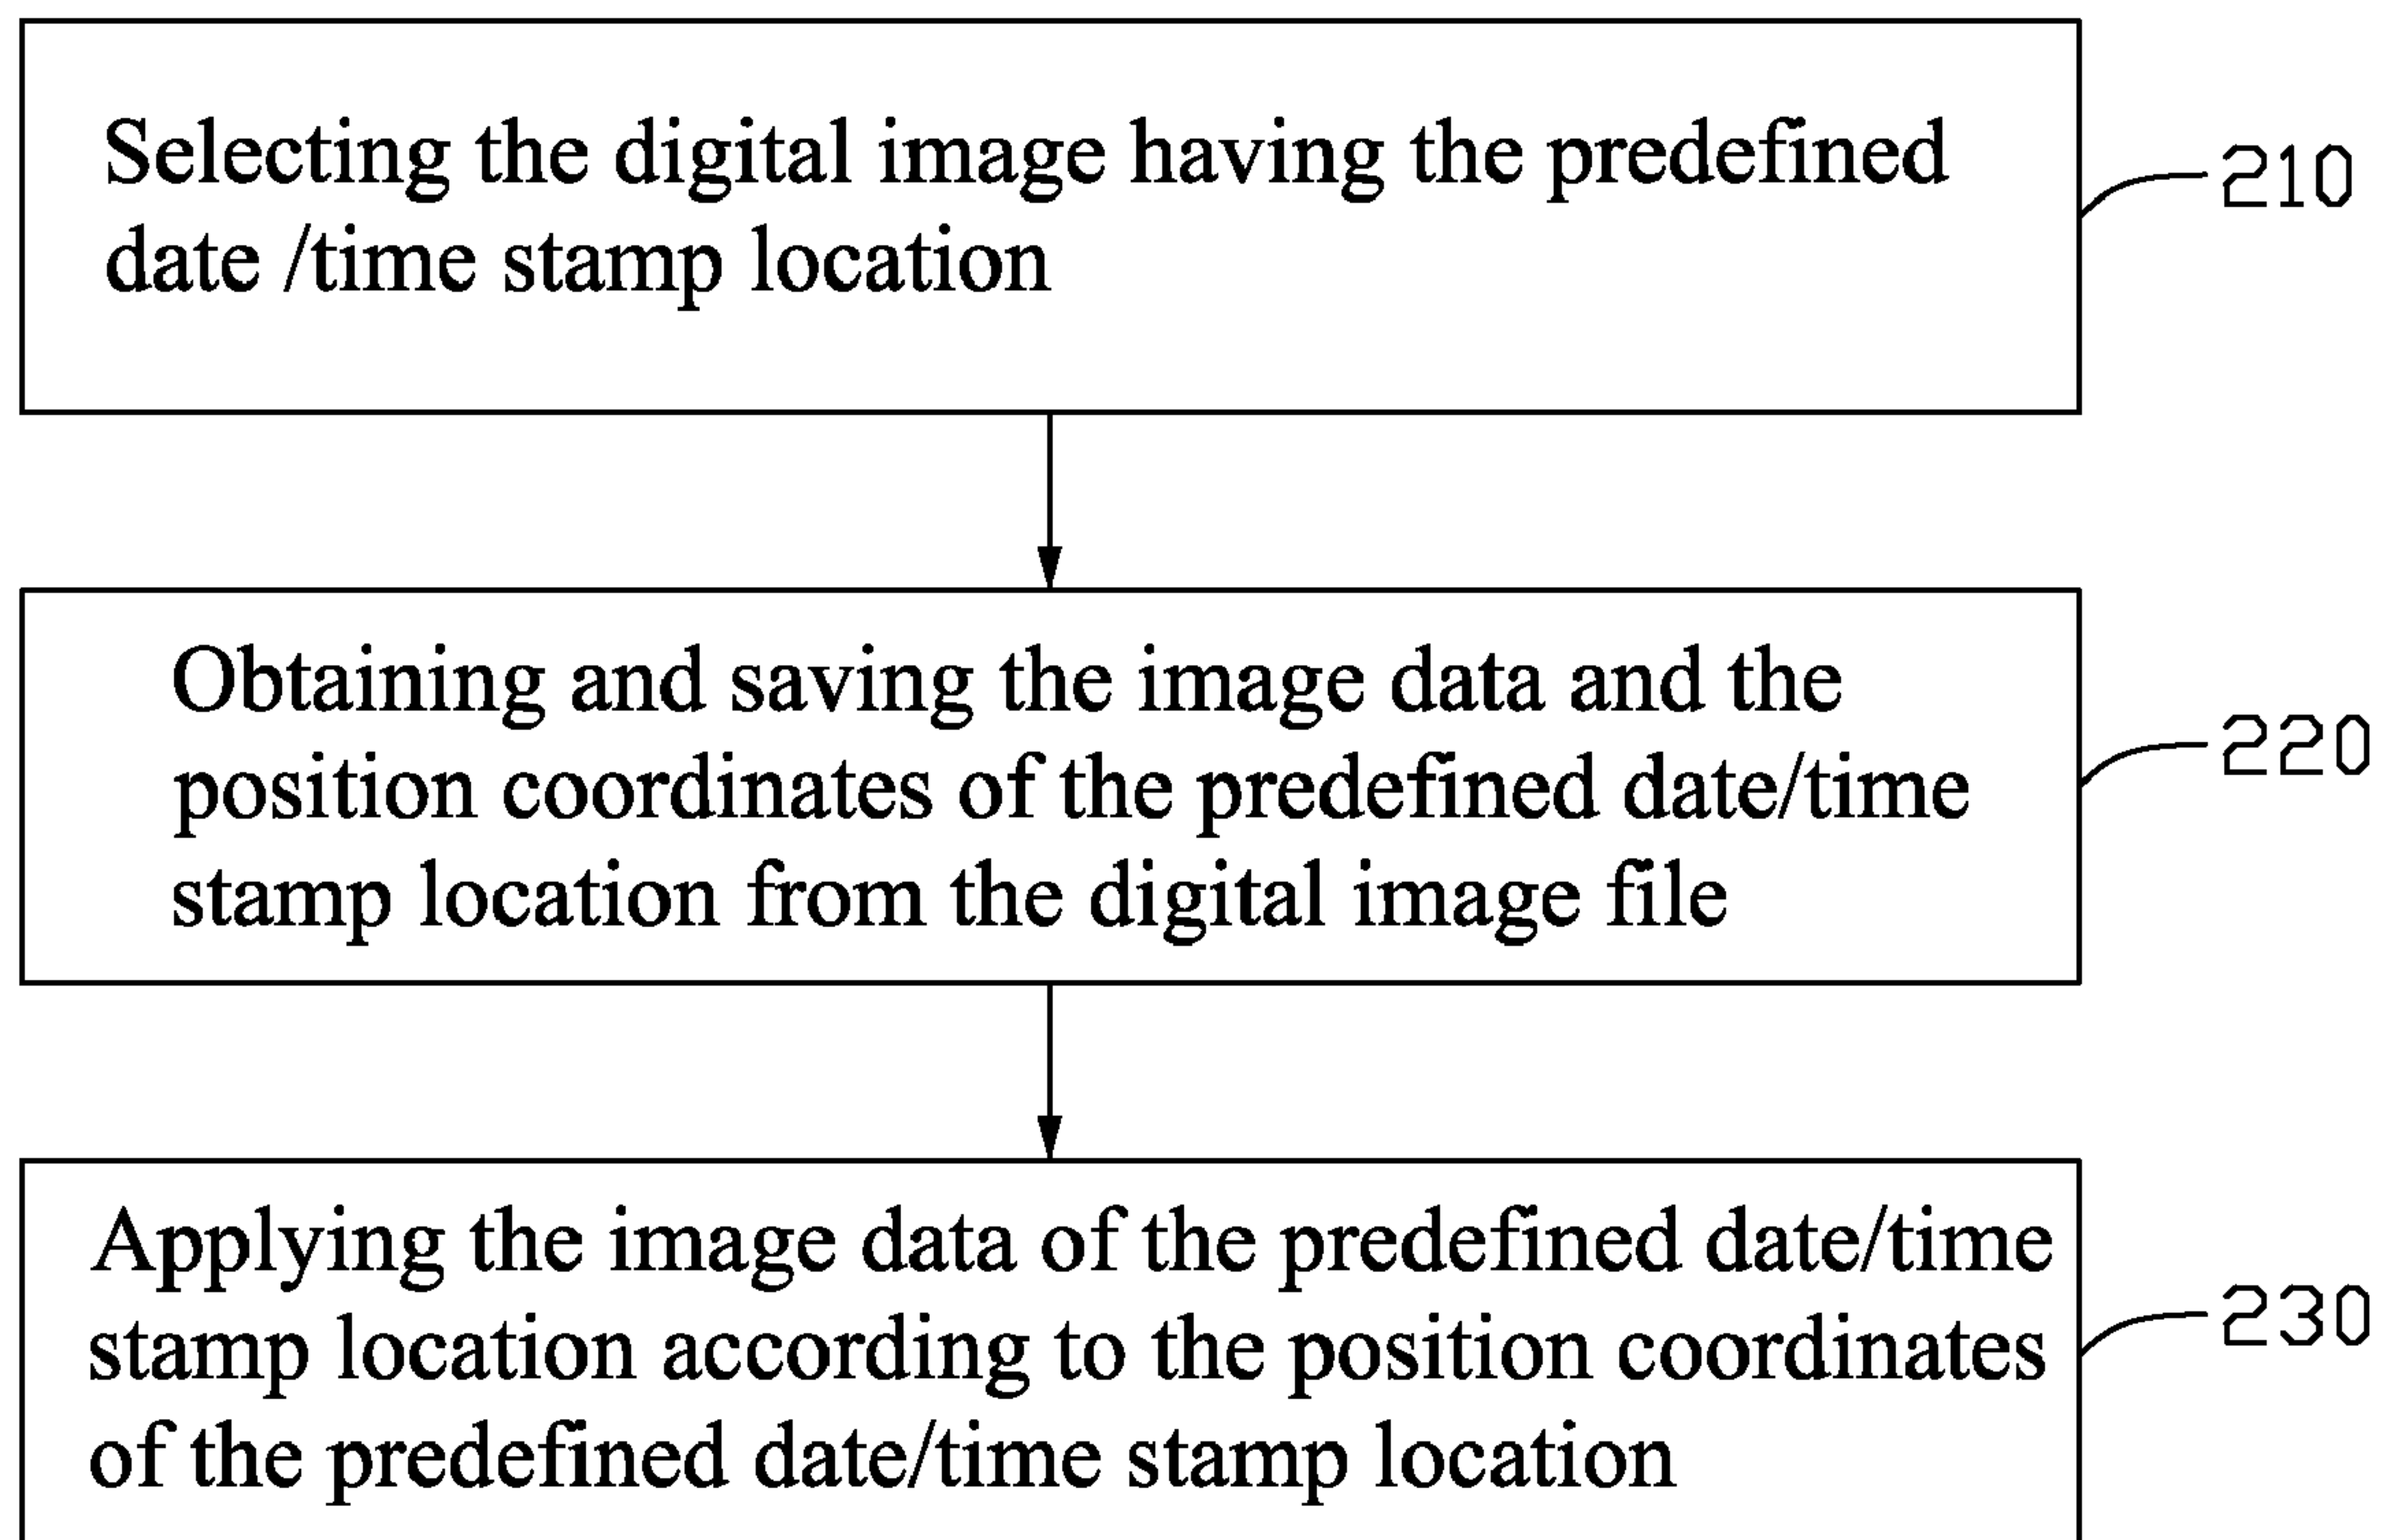 Selecting the digital image having the predefined
date /time stamp location
210
Obtaining and saving the image data and the
position coordinates of the predefined date/time
stamp location from the digital image file
220
Applying the image data of the predefined date/time
stamp location according to the position coordinates
of the predefined date/time stamp location
230